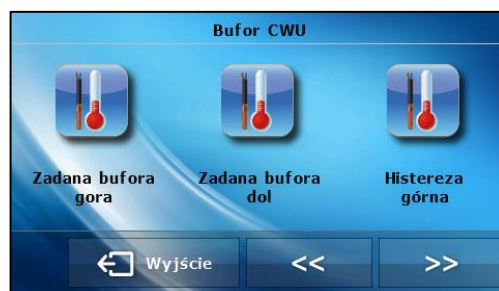 Bufor CWU
Zadana bufora
gora
Zadana bufora
dol
Histereza
górna
Wyjście
<<
>>